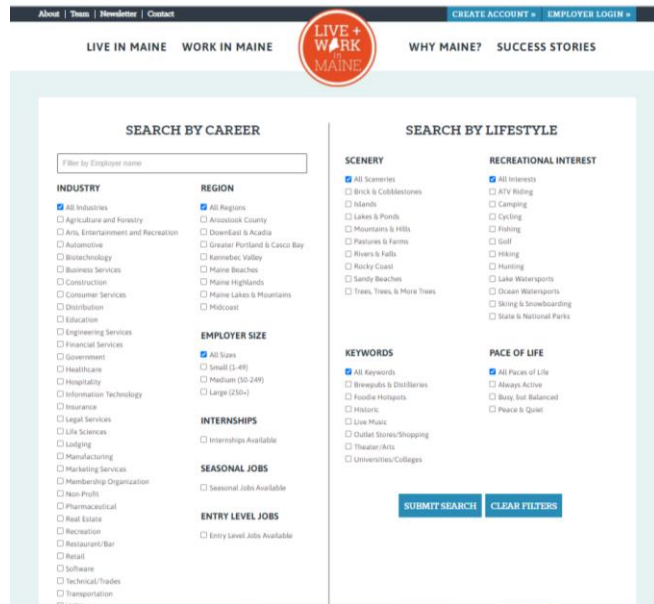 About | Team | Newsletter | Contact
CREATE ACCOUNT » EMPLOYER LOGIN »
LIVE IN MAINE WORK IN MAINE
LIVE +
WORK
in
MAINE
WHY MAINE? SUCCESS STORIES
SEARCH BY CAREER
Filter by Employer name
INDUSTRY
All Industries
Agriculture and Forestry
Arts, Entertainment and Recreation
Automotive
Biotechnology
Business Services
Construction
Consumer Services
Distribution
Education
Engineering Services
Financial Services
Government
Healthcare
Hospitality
Information Technology
Insurance
Legal Services
Life Sciences
Lodging
Manufacturing
Marketing Services
Membership Organization
Non-Profit
Pharmaceutical
Real Estate
Recreation
Restaurant/Bar
Retail
Software
Technical/Trades
Transportation
REGION
All Regions
Aroostook County
DownEast & Acadia
Greater Portland & Casco Bay
Kennebec Valley
Maine Beaches
Maine Highlands
Maine Lakes & Mountains
Midcoast
EMPLOYER SIZE
All Sizes
Small (1-49)
Medium (50-249)
Large (250+)
INTERNSHIPS
Internships Available
SEASONAL JOBS
Seasonal Jobs Available
ENTRY LEVEL JOBS
Entry Level Jobs Available
SEARCH BY LIFESTYLE
SCENERY
All Sceneries
Brick & Cobblestones
Islands
Lakes & Ponds
Mountains & Hills
Pastures & Farms
Rivers & Falls
Rocky Coast
Sandy Beaches
Trees, Trees, & More Trees
RECREATIONAL INTEREST
All Interests
ATV Riding
Camping
Cycling
Fishing
Golf
Hiking
Hunting
Lake Watersports
Ocean Watersports
Skiing & Snowboarding
State & National Parks
KEYWORDS
All Keywords
Brewpubs & Distilleries
Foodie Hotspots
Historic
Live Music
Outlet Stores/Shopping
Theater/Arts
Universities/Colleges
PACE OF LIFE
All Paces of Life
Always Active
Busy, but Balanced
Peace & Quiet
SUBMIT SEARCH CLEAR FILTERS